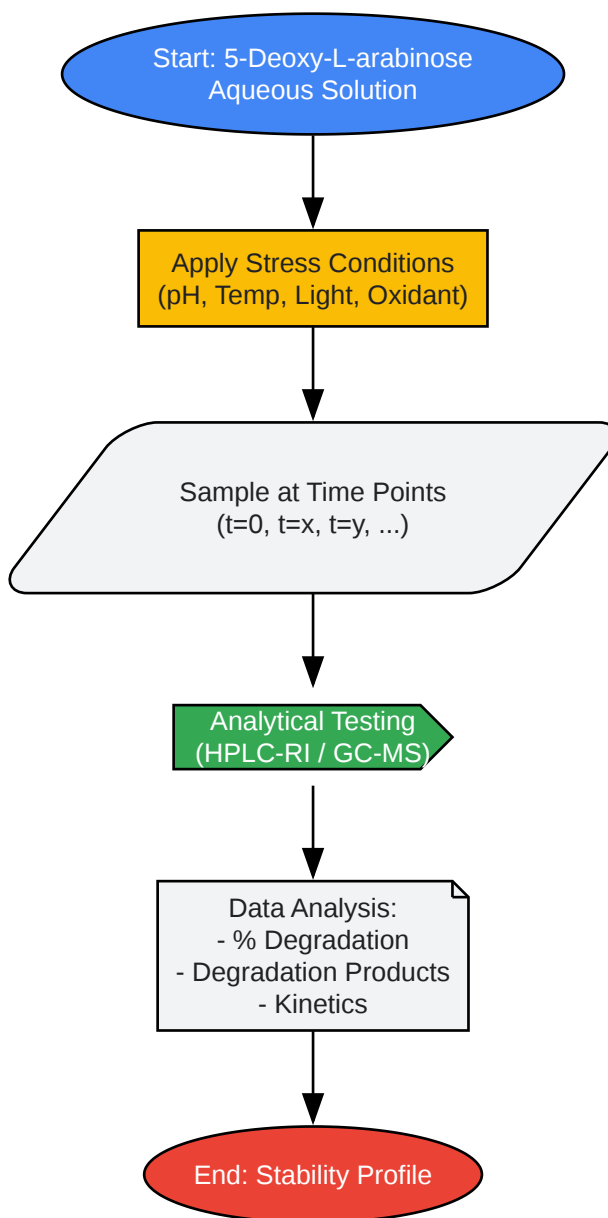 Start: 5-Deoxy-L-arabinose
Aqueous Solution
Apply Stress Conditions
(pH, Temp, Light, Oxidant)
Sample at Time Points
(t=0, t=x, t=y, ...)
Analytical Testing
(HPLC-RI / GC-MS)
Data Analysis:
- % Degradation
- Degradation Products
- Kinetics
End: Stability Profile